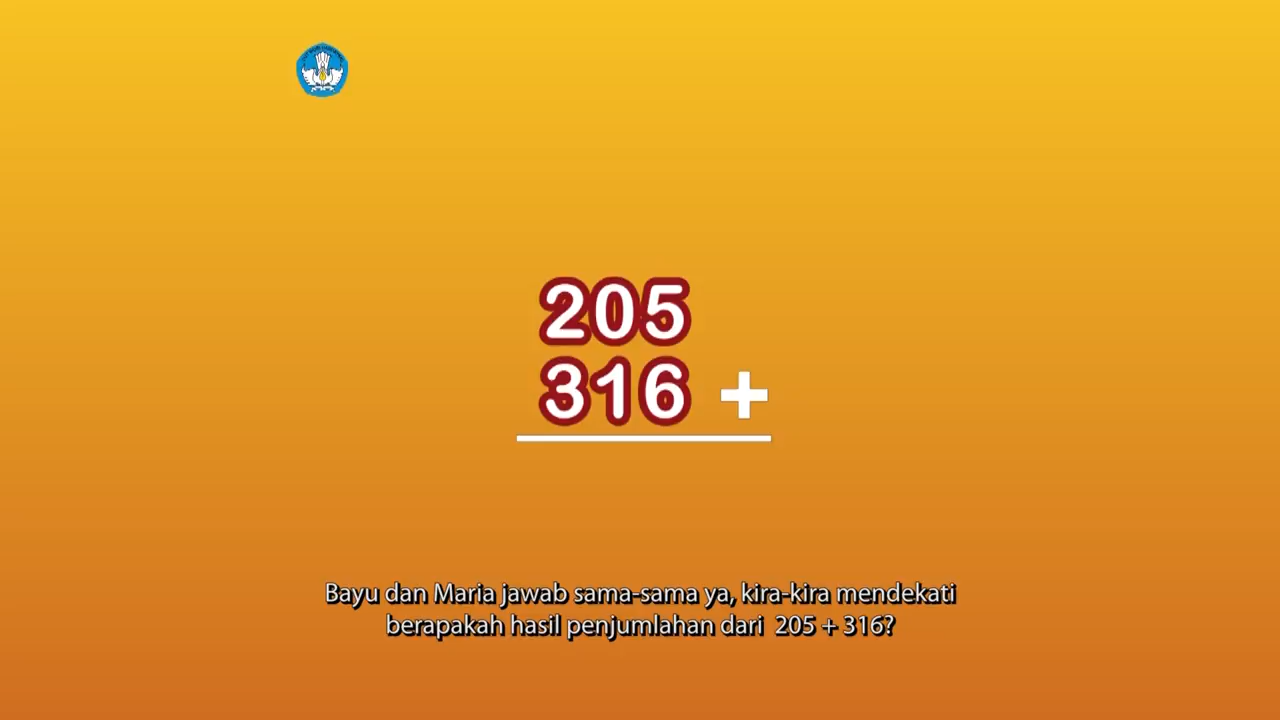 205
316 +
Bayu dan Maria jawab sama-sama ya, kira-kira mendekati
berapakah hasil penjumlahan dari 205 + 316?